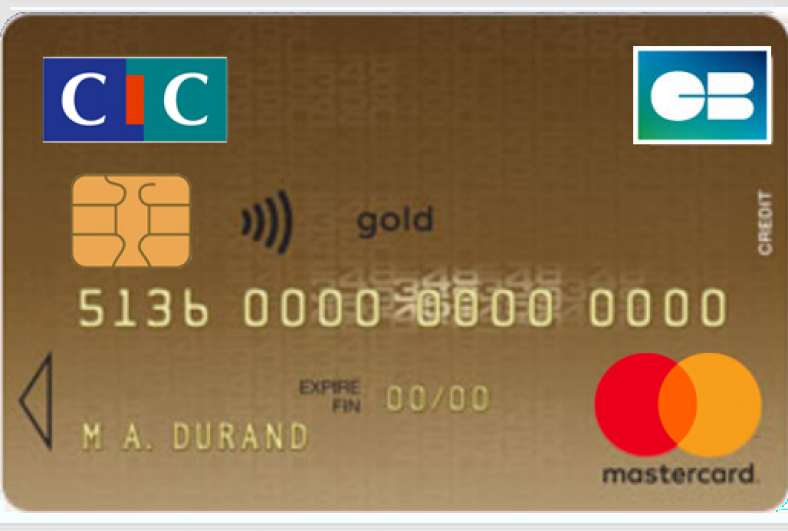 CIC
CB
gold
CREDIT
5136 0000 0000 0000
EXPIRE
FIN
00/00
M A. DURAND
mastercard.